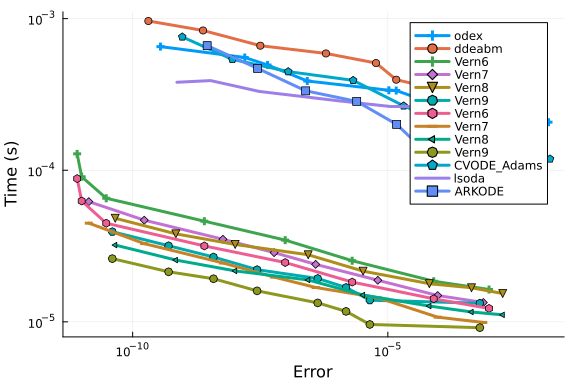 10⁻³
odex
ddeabm
Vern6
Vern7
Vern8
Vern9
Vern6
Vern7
Vern8
Vern9
CVODE_Adams
lsoda
ARKODE
Time (s)
10⁻⁴
10⁻⁵
10⁻¹⁰
10⁻⁵
Error